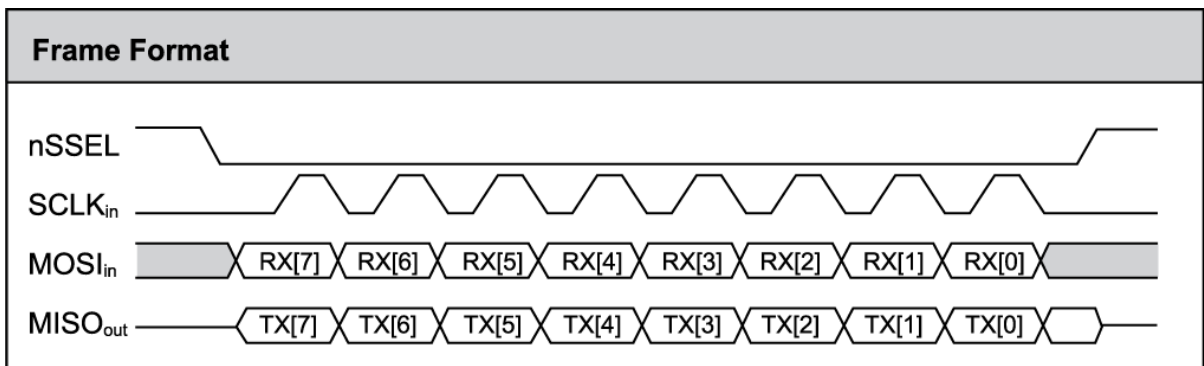 Frame Format
nSSEL
SCLKin
MOSIin RX[7] RX[6] RX[5] RX[4] RX[3] RX[2] RX[1] RX[0]
MISOout TX[7] TX[6] TX[5] TX[4] TX[3] TX[2] TX[1] TX[0]